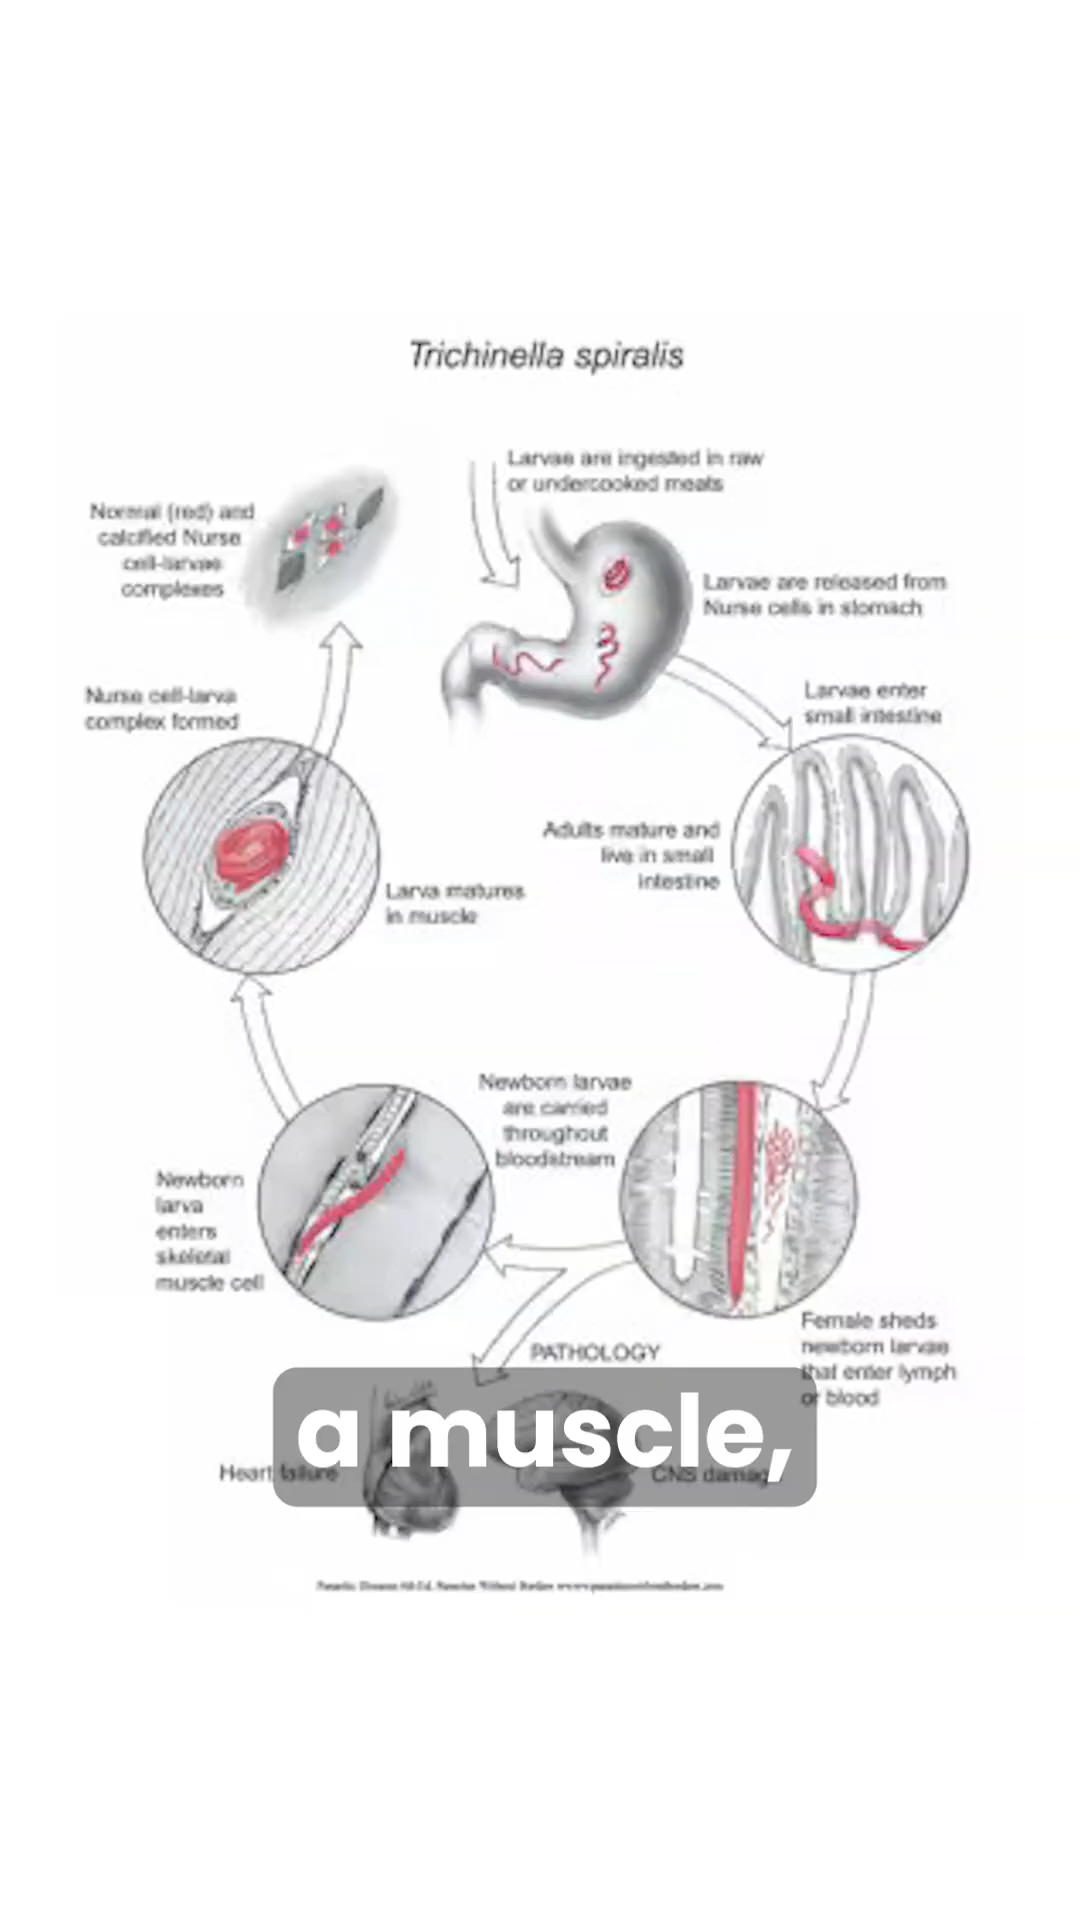 Trichinella spiralis
Larvae are ingested in raw
or undercooked meats
Normal (red) and
calcified Nurse
cell-larvae
complexes
Larvae are released from
Nurse cells in stomach
Nurse cell-larva
complex formed
Larvae enter
small intestine
Adults mature and
live in small
intestine
Larva matures
in muscle
Newborn larvae
are carried
throughout
bloodstream
Newborn
larva
enters
skeletal
muscle cell
Female sheds
newborn larvae
that enter lymph
or blood
PATHOLOGY
a muscle,
Heart failure
CNS damag